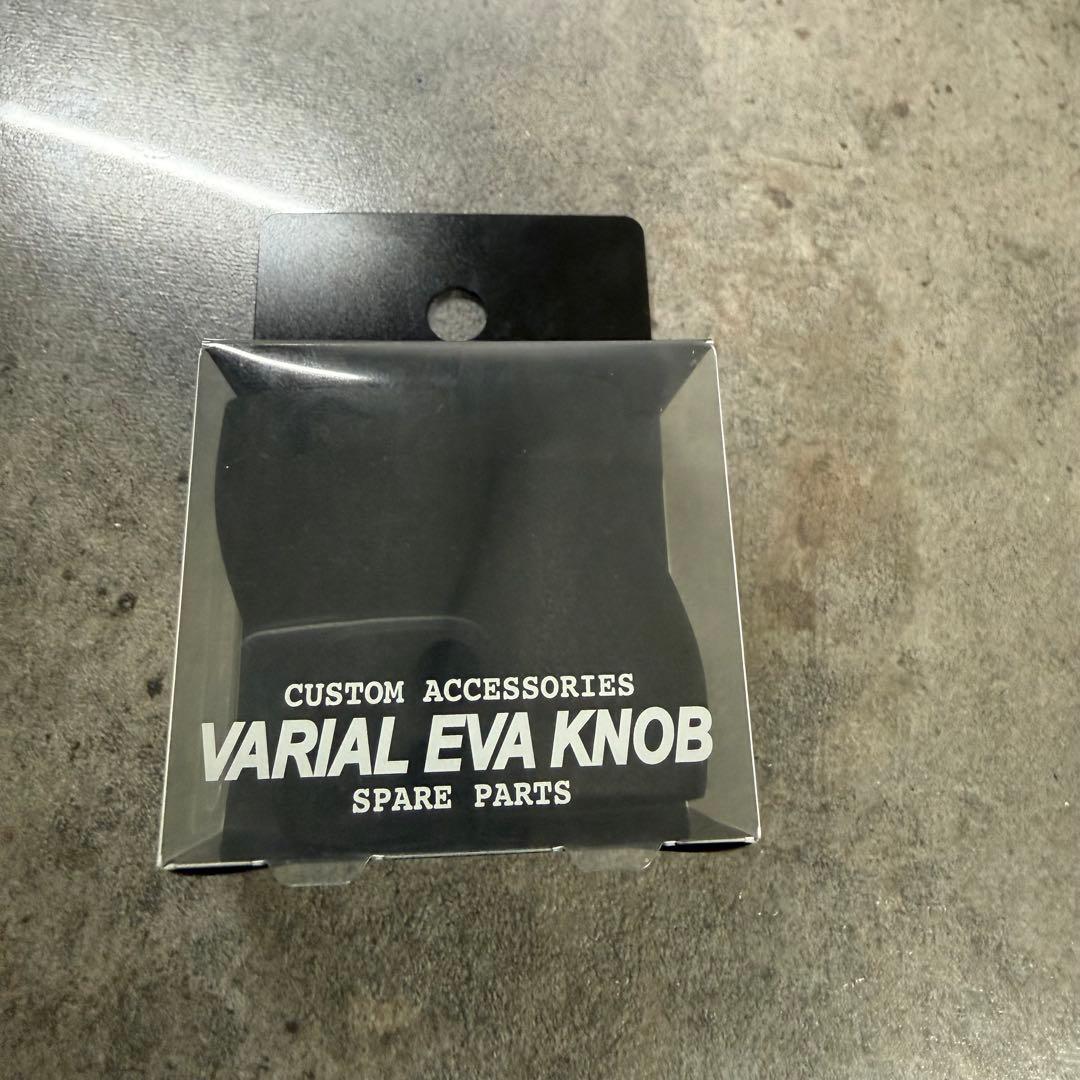 CUSTOM ACCESSORIES
VARIAL EVA KNOB
SPARE PARTS